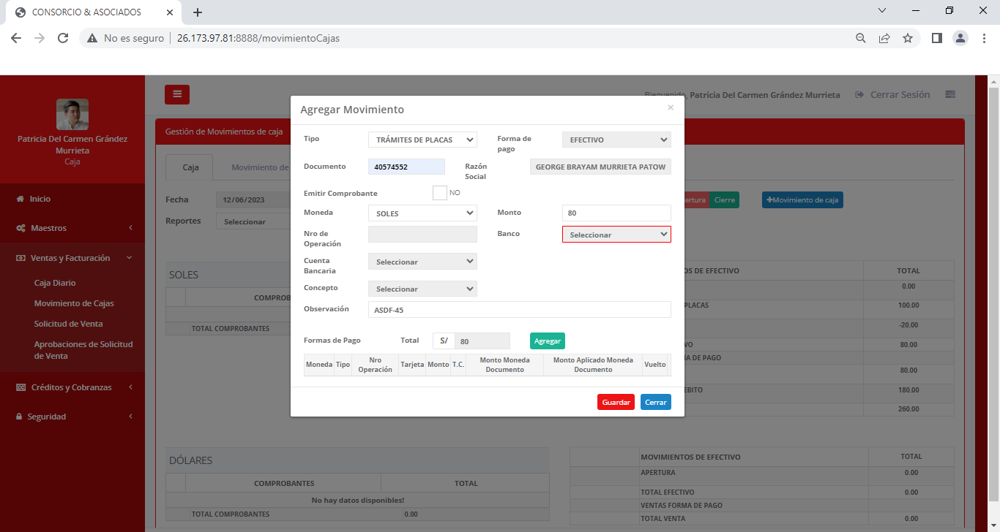 CONSORCIO & ASOCIADOS
No es seguro
26.173.97.81:8888/movimientoCajas
Patricia Del Carmen Grández
Murrieta
Caja
Inicio
Maestros
Ventas y Facturación
Caja Diario
Movimiento de Cajas
Solicitud de Venta
Aprobaciones de Solicitud
de Venta
Créditos y Cobranzas
Seguridad
Bienvenido, Patricia Del Carmen Grández Murrieta
Cerrar Sesión
Gestión de Movimientos de caja
Caja
Movimiento de
Fecha
12/06/2023
Reportes
Seleccionar
ertura
Cierre
Movimiento de caja
Agregar Movimiento
×
Tipo
TRÁMITES DE PLACAS
Forma de
pago
EFECTIVO
Documento
40574552
Razón
Social
GEORGE BRAYAM MURRIETA PATOW
Emitir Comprobante
NO
Moneda
SOLES
Monto
80
Nro de
Operación
Banco
Seleccionar
Cuenta
Bancaria
Seleccionar
Concepto
Seleccionar
Observación
ASDF-45
Formas de Pago
Total
S/
80
Agregar
Moneda Tipo Nro Operación Tarjeta Monto T.C. Monto Moneda Documento Monto Aplicado Moneda Documento Vuelto
Guardar
Cerrar
SOLES
COMPROB
TOTAL COMPROBANTES
OS DE EFECTIVO TOTAL
0.00
PLACAS 100.00
-20.00
VO 80.00
MA DE PAGO
80.00
EBITO 180.00
260.00
DÓLARES
COMPROBANTES TOTAL
No hay datos disponibles!
TOTAL COMPROBANTES 0.00
MOVIMIENTOS DE EFECTIVO TOTAL
APERTURA 0.00
TOTAL EFECTIVO 0.00
VENTAS FORMA DE PAGO
TOTAL VENTA 0.00